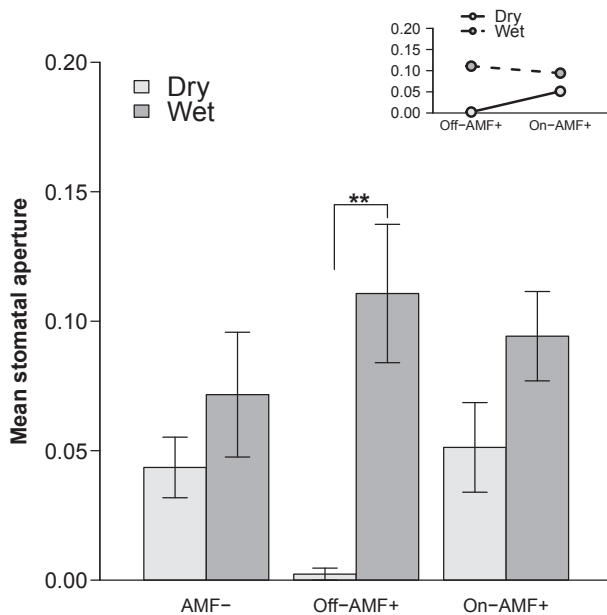 Dry
Wet
0.20
0.15
0.10
0.05
0.00
Off−AMF+ On−AMF+
0.20
0.15
0.10
0.05
0.00
Mean stomatal aperture
Dry
Wet
**
AMF− Off−AMF+ On−AMF+